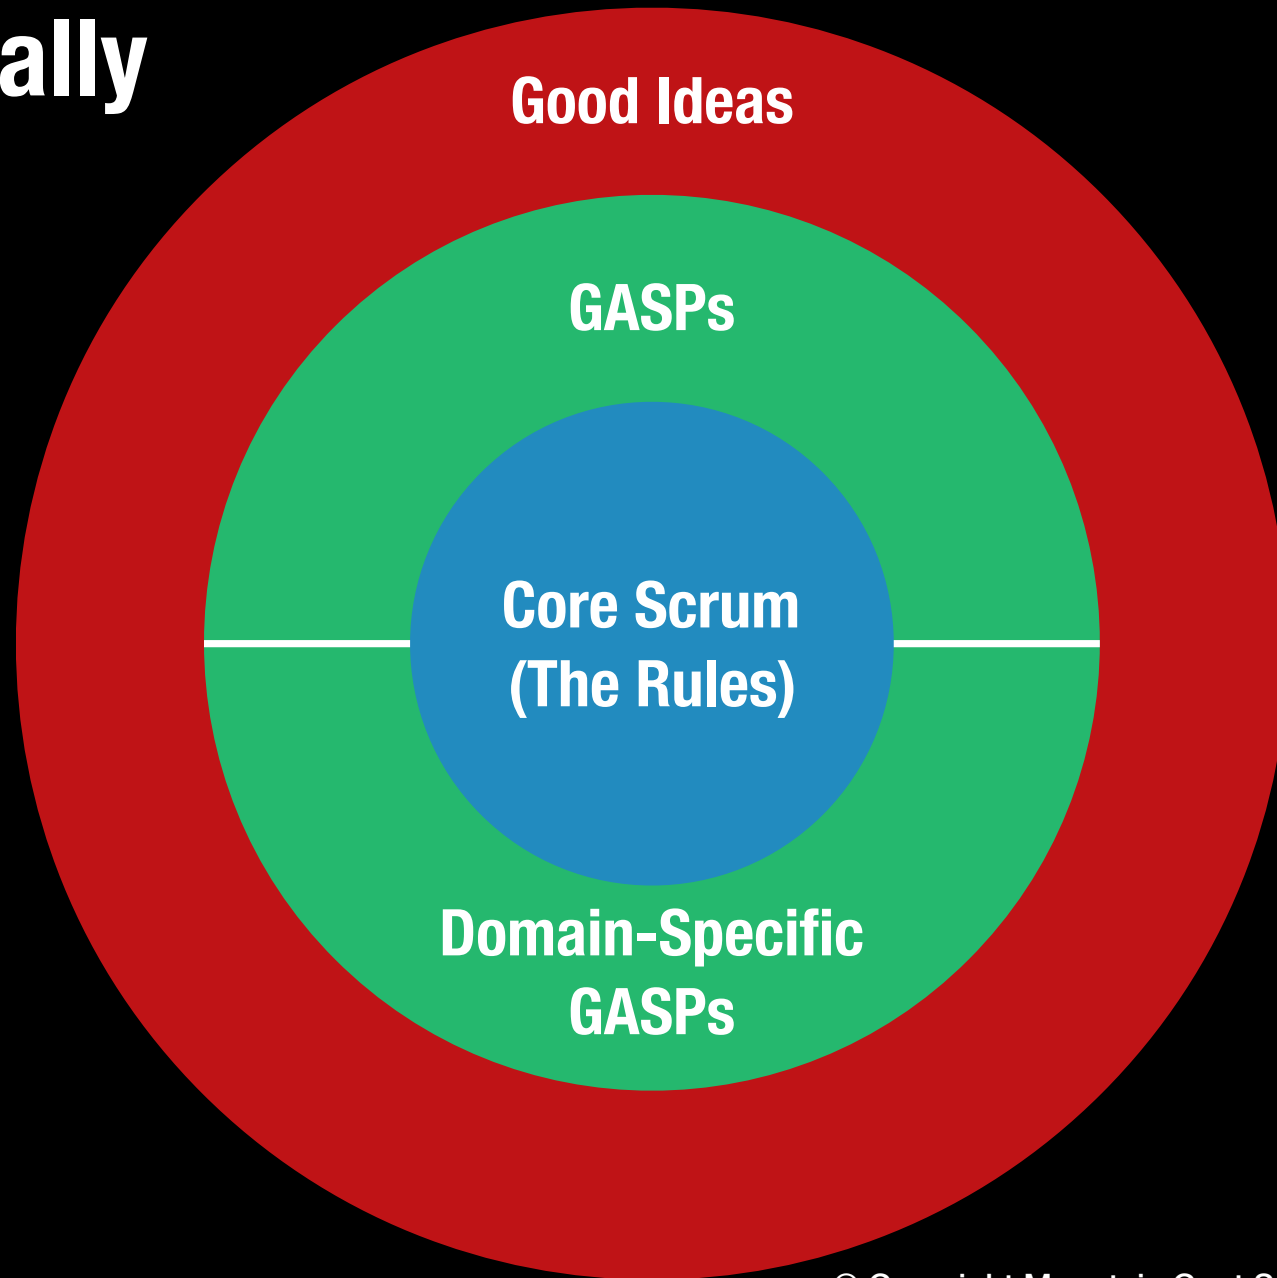 ally
Good Ideas
GASPs
Core Scrum
(The Rules)
Domain-Specific
GASPs